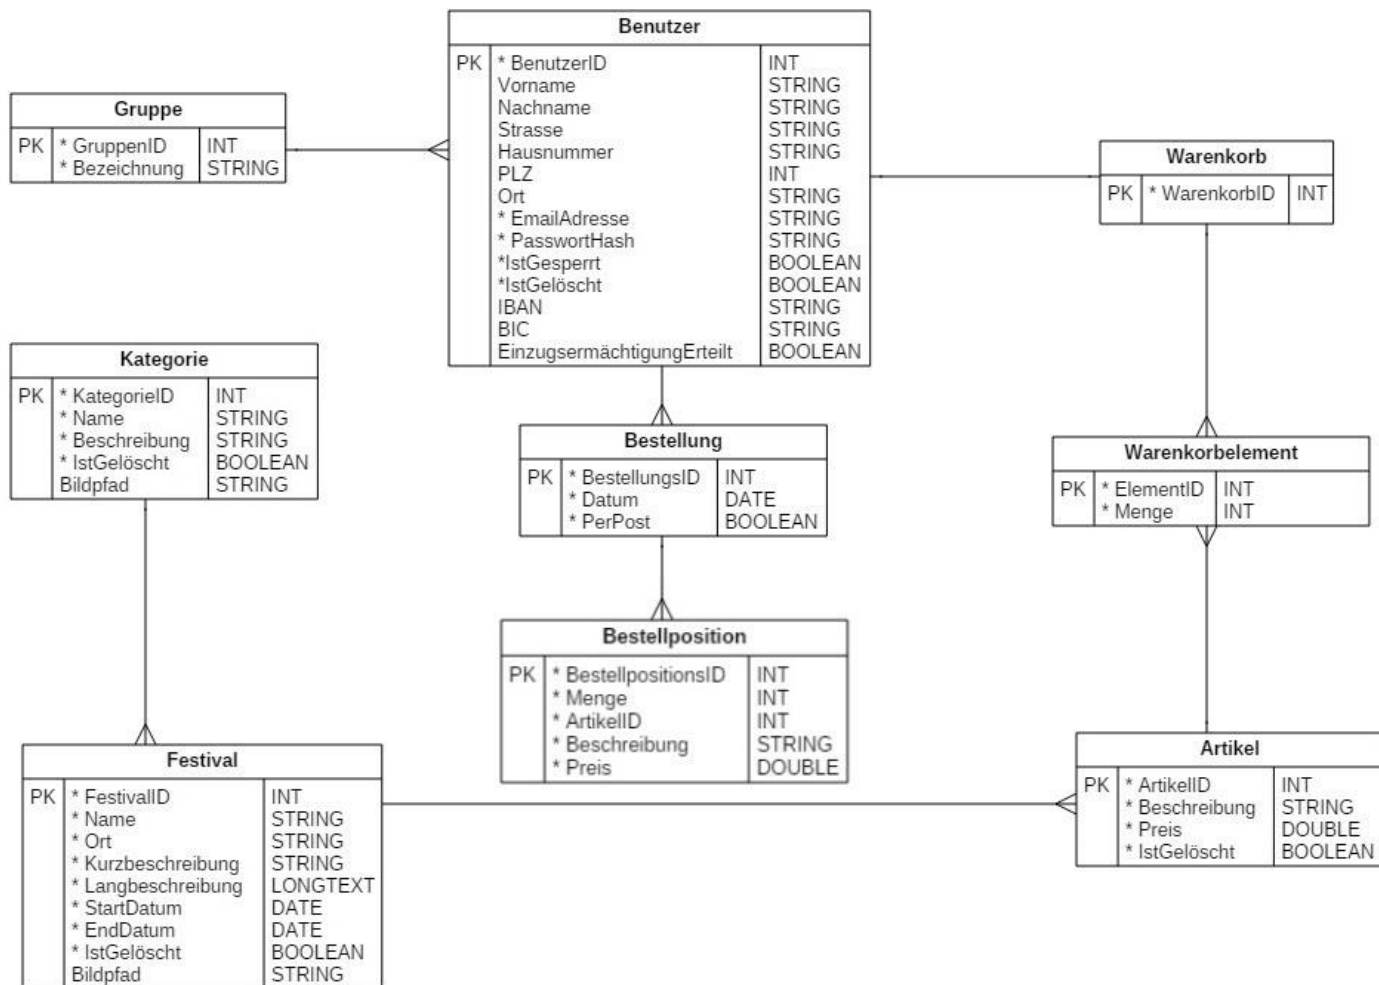 Benutzer
PK * BenutzerID INT
Vorname STRING
Nachname STRING
Strasse STRING
Hausnummer STRING
PLZ INT
Ort STRING
* EmailAdresse STRING
* PasswortHash STRING
*IstGesperrt BOOLEAN
*IstGelöscht BOOLEAN
IBAN STRING
BIC STRING
EinzugsermächtigungErteilt BOOLEAN
Gruppe
PK * GruppenID INT
* Bezeichnung STRING
Warenkorb
PK * WarenkorbID INT
Kategorie
PK * KategorieID INT
* Name STRING
* Beschreibung STRING
* IstGelöscht BOOLEAN
Bildpfad STRING
Bestellung
PK * BestellungsID INT
* Datum DATE
* PerPost BOOLEAN
Warenkorbelement
PK * ElementID INT
* Menge INT
Bestellposition
PK * BestellpositionsID INT
* Menge INT
* ArtikelID INT
* Beschreibung STRING
* Preis DOUBLE
Festival
PK * FestivalID INT
* Name STRING
* Ort STRING
* Kurzbeschreibung STRING
* Langbeschreibung LONGTEXT
* StartDatum DATE
* EndDatum DATE
* IstGelöscht BOOLEAN
Bildpfad STRING
Artikel
PK * ArtikelID INT
* Beschreibung STRING
* Preis DOUBLE
* IstGelöscht BOOLEAN